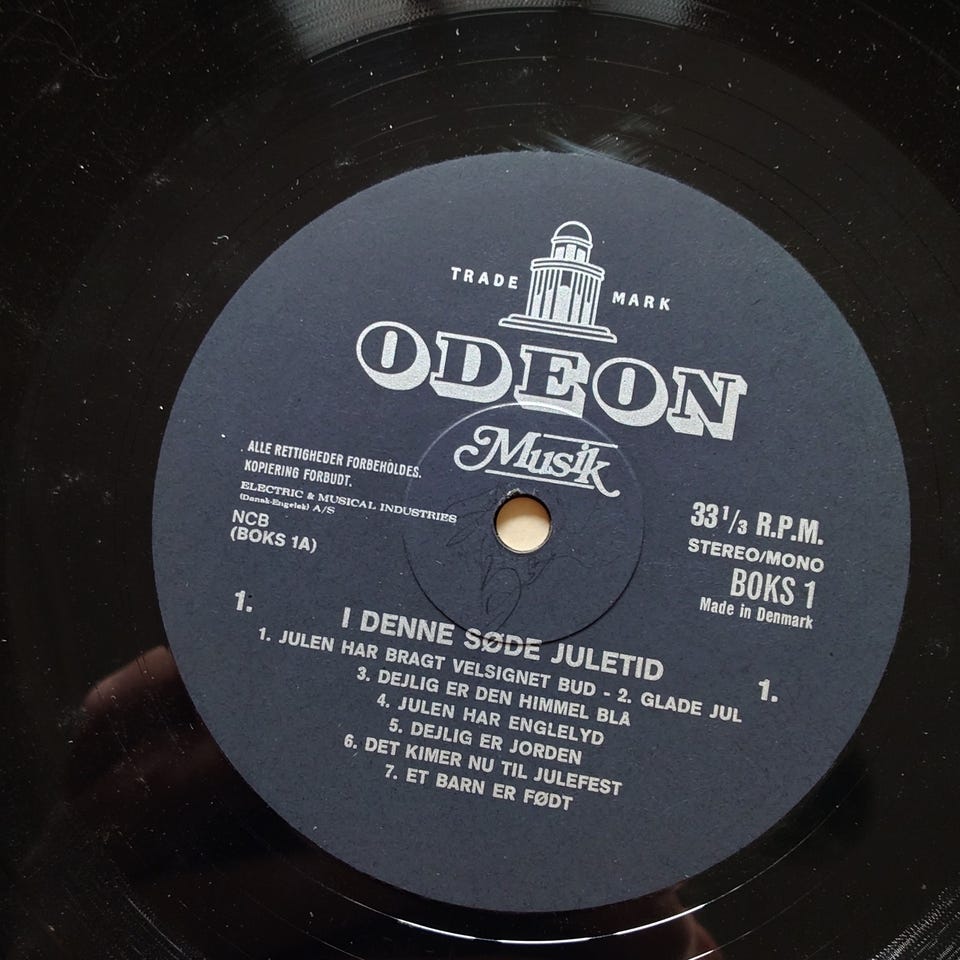 TRADE MARK
ODEON
Musik
ALLE RETTIGHEDER FORBEHOLDES.
KOPIERING FORBUDT.
ELECTRIC & MUSICAL INDUSTRIES
(Dansk-Engelsk) A/S
NCB
(BOKS 1A)
33 1/3 R.P.M.
STEREO/MONO
BOKS 1
Made in Denmark
1. 1.
I DENNE SØDE JULETID
1. JULEN HAR BRAGT VELSIGNET BUD - 2. GLADE JUL
3. DEJLIG ER DEN HIMMEL BLÅ
4. JULEN HAR ENGLELYD
5. DEJLIG ER JORDEN
6. DET KIMER NU TIL JULEFEST
7. ET BARN ER FØDT